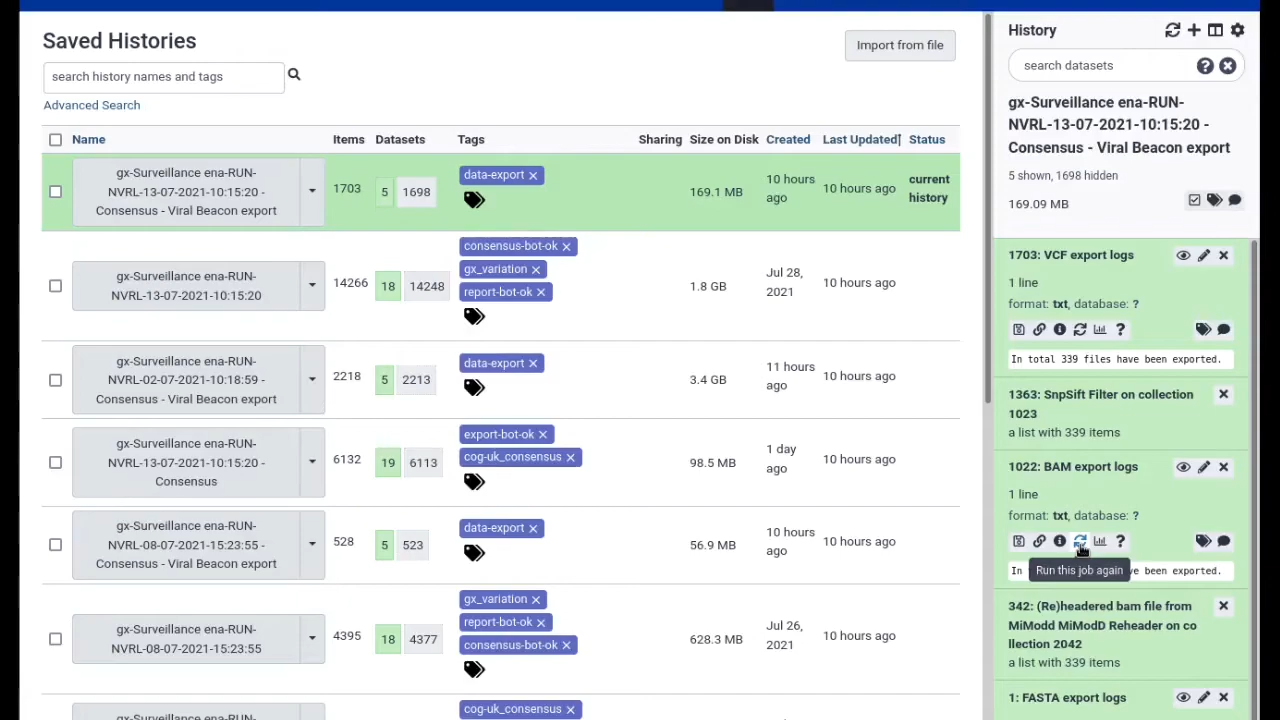 Saved Histories
Import from file
search history names and tags
Advanced Search
Name Items Datasets Tags Sharing Size on Disk Created Last Updated Status
gx-Surveillance ena-RUN-
NVRL-13-07-2021-10:15:20 -
Consensus - Viral Beacon export
1703
5 1698
data-export
169.1 MB
10 hours
ago
10 hours ago
current
history
gx-Surveillance ena-RUN-
NVRL-13-07-2021-10:15:20
14266
18 14248
consensus-bot-ok
gx_variation
report-bot-ok
1.8 GB
Jul 28,
2021
10 hours ago
gx-Surveillance ena-RUN-
NVRL-02-07-2021-10:18:59 -
Consensus - Viral Beacon export
2218
5 2213
data-export
3.4 GB
11 hours
ago
10 hours ago
gx-Surveillance ena-RUN-
NVRL-13-07-2021-10:15:20 -
Consensus
6132
19 6113
export-bot-ok
cog-uk_consensus
98.5 MB
1 day
ago
10 hours ago
gx-Surveillance ena-RUN-
NVRL-08-07-2021-15:23:55 -
Consensus - Viral Beacon export
528
5 523
data-export
56.9 MB
10 hours
ago
10 hours ago
gx-Surveillance ena-RUN-
NVRL-08-07-2021-15:23:55
4395
18 4377
gx_variation
report-bot-ok
consensus-bot-ok
628.3 MB
Jul 26,
2021
10 hours ago
cog-uk_consensus
History
search datasets
gx-Surveillance ena-RUN-
NVRL-13-07-2021-10:15:20 -
Consensus - Viral Beacon export
5 shown, 1698 hidden
169.09 MB
1703: VCF export logs
1 line
format: txt, database: ?
In total 339 files have been exported.
1363: SnpSift Filter on collection
1023
a list with 339 items
1022: BAM export logs
1 line
format: txt, database: ?
Run this job again
In ve been exported.
342: (Re)headered bam file from
MiModd MiModD Reheader on co
llection 2042
a list with 339 items
1: FASTA export logs